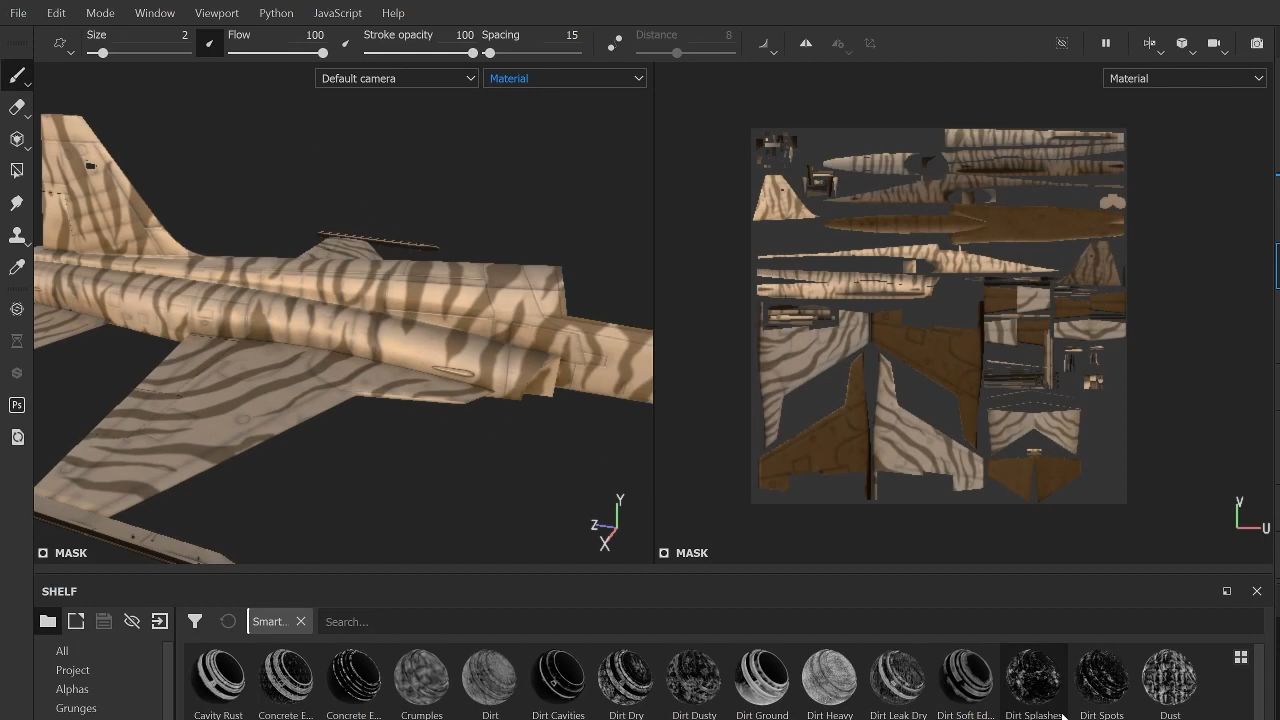 File Edit Mode Window Viewport Python JavaScript Help
Size 2 Flow 100 Stroke opacity 100 Spacing 15 Distance 8
Default camera Material Material
Y
Z
X
V
U
MASK MASK
SHELF
Smart... Search...
All
Project
Alphas
Grunges
Cavity Rust Concrete E... Concrete E... Crumples Dirt Dirt Cavities Dirt Dry Dirt Dusty Dirt Ground Dirt Heavy Dirt Leak Dry Dirt Soft Ed... Dirt Splashes Dirt Spots Dust
Ps